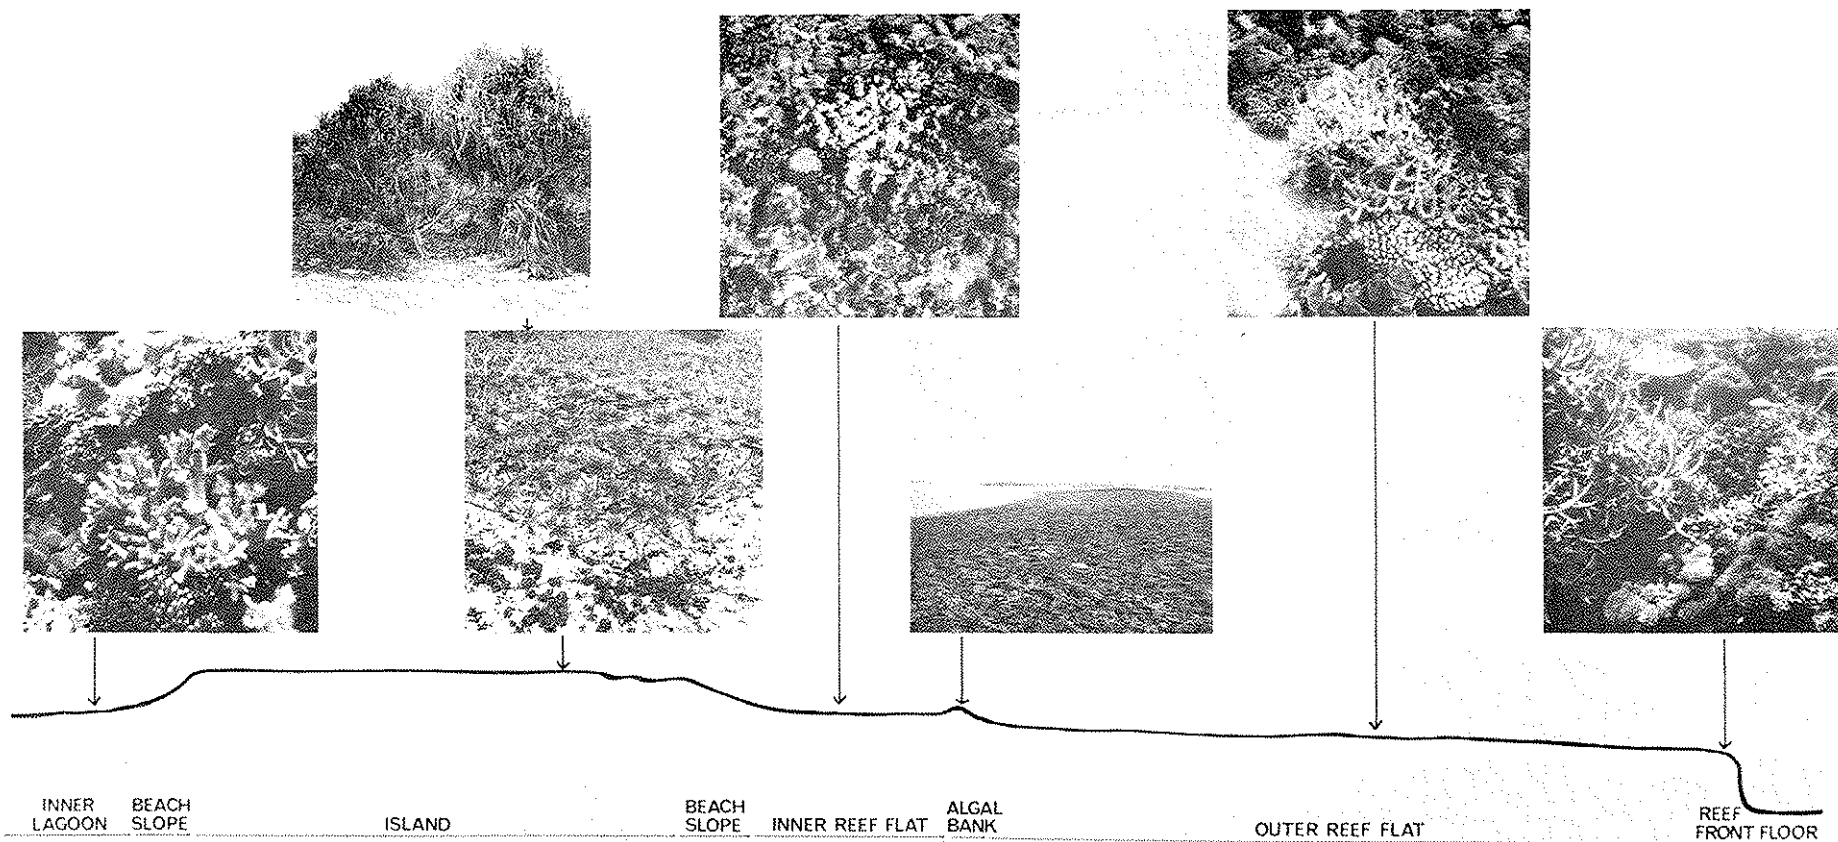 INNER
LAGOON
BEACH
SLOPE
ISLAND
BEACH
SLOPE
INNER REEF FLAT
ALGAL
BANK
OUTER REEF FLAT
REEF
FRONT FLOOR